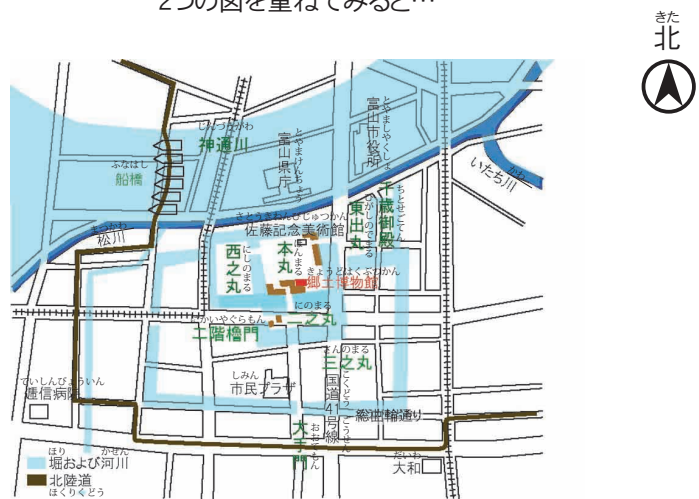 2つの図を重ねてみると…
きた
北
じんづうがわ
神通川
とやまけんちょう
富山県庁
とやましやくしょ
富山市役所
ふなはし
船橋
いたち川
がわ
ちとせごてん
千歳御殿
ひがしのでまる
東出丸
さとうきねんびじゅつかん
佐藤記念美術館
まつかわ
松川
にしのまる
西之丸
ほんまる
本丸
きょうどはくぶつかん
郷土博物館
にのまる
二之丸
にかいやぐらもん
二階櫓門
さんのまる
三之丸
しみん
市民プラザ
こくどう ごうせん
国道41号線
ていしんびょういん
逓信病院
総曲輪通り
おおてもん
大手門
だいわ
大和
ほり かせん
堀および河川
北陸道
ほくりくどう